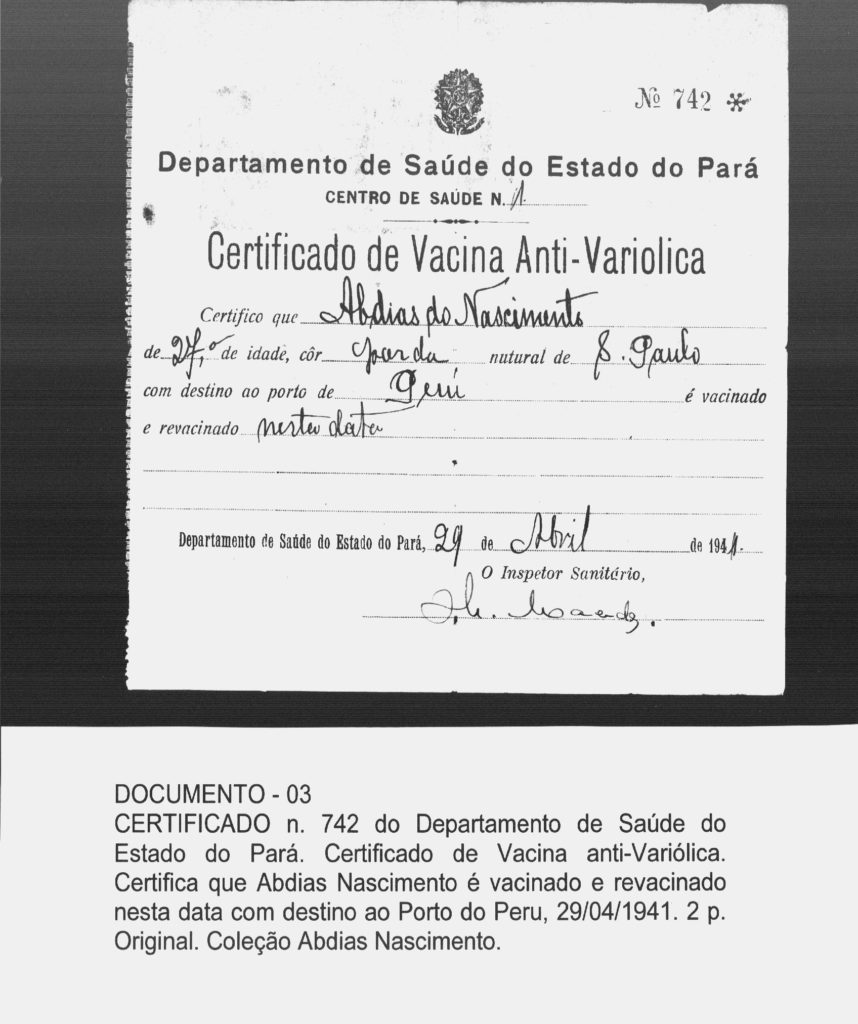 Nº 742
Departamento de Saúde do Estado do Pará
CENTRO DE SAÚDE N. 1
Certificado de Vacina Anti-Variolica
Certifico que Abdias do Nascimento
de 27, de idade, côr parda nutural de S. Paulo
com destino ao porto de Perú é vacinado
e revacinado nesta data
Departamento de Saúde do Estado do Pará, 29 de Abril de 1941.
O Inspetor Sanitário,
DOCUMENTO - 03
CERTIFICADO n. 742 do Departamento de Saúde do
Estado do Pará. Certificado de Vacina anti-Variólica.
Certifica que Abdias Nascimento é vacinado e revacinado
nesta data com destino ao Porto do Peru, 29/04/1941. 2 p.
Original. Coleção Abdias Nascimento.